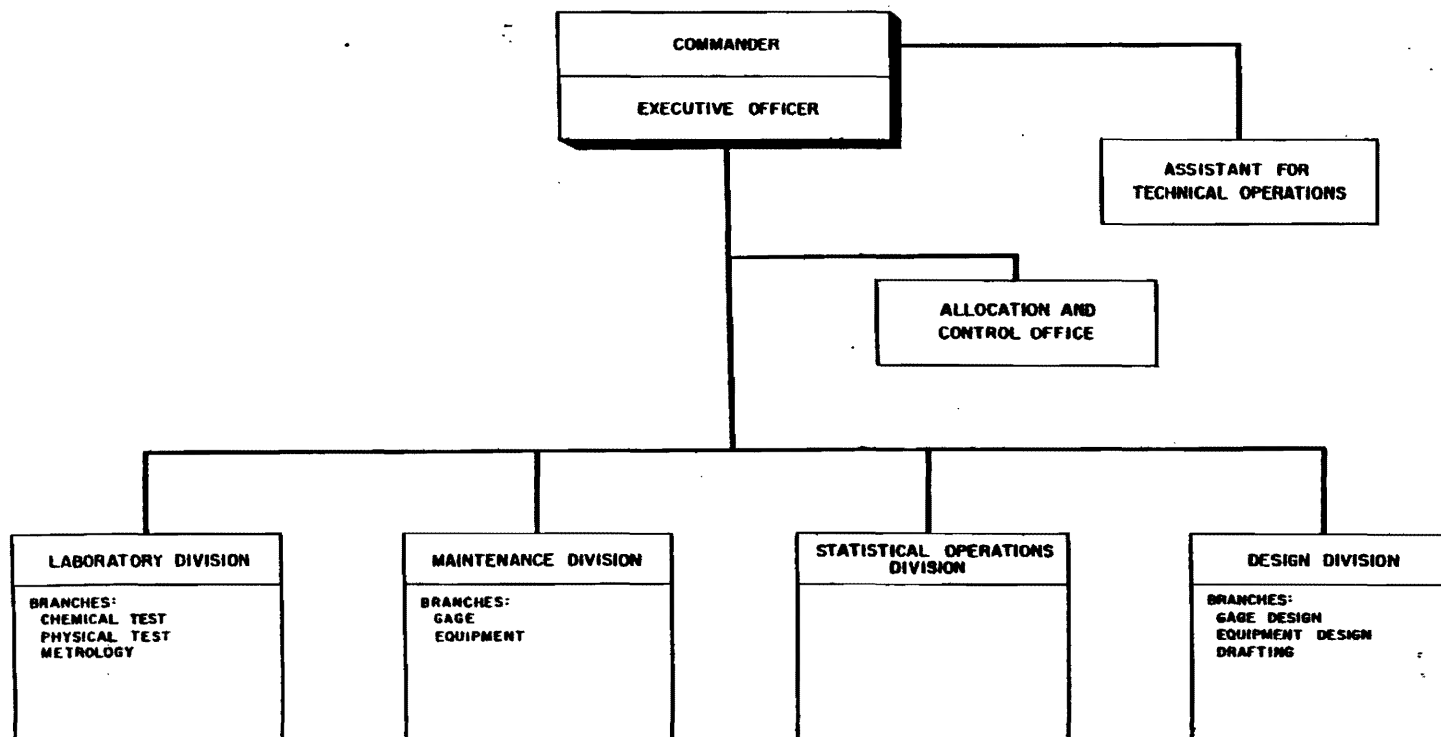 COMMANDER
EXECUTIVE OFFICER
ASSISTANT FOR
TECHNICAL OPERATIONS
ALLOCATION AND
CONTROL OFFICE
LABORATORY DIVISION
BRANCHES:
CHEMICAL TEST
PHYSICAL TEST
METROLOGY
MAINTENANCE DIVISION
BRANCHES:
GAGE
EQUIPMENT
STATISTICAL OPERATIONS
DIVISION
DESIGN DIVISION
BRANCHES:
GAGE DESIGN
EQUIPMENT DESIGN
DRAFTING